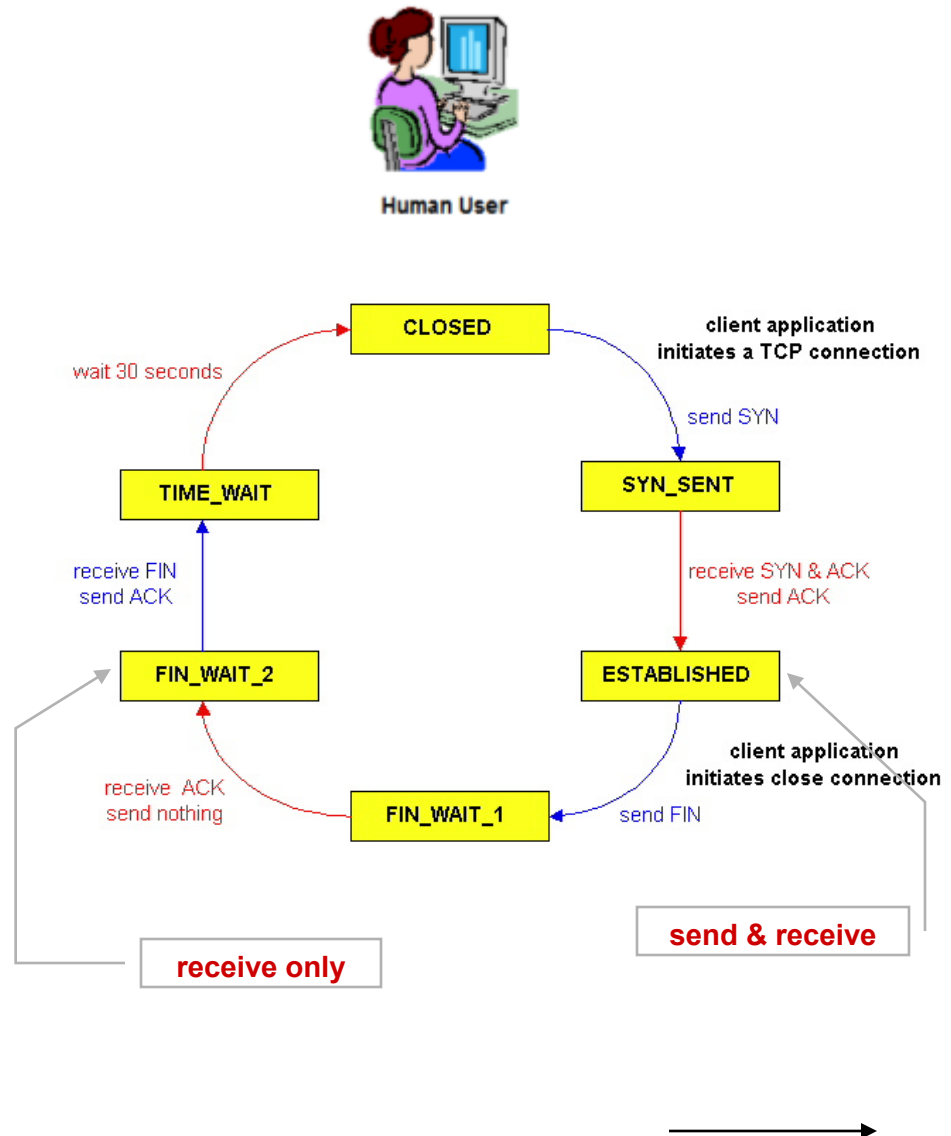 Human User
CLOSED
client application
initiates a TCP connection
wait 30 seconds
send SYN
TIME_WAIT
SYN_SENT
receive FIN
send ACK
receive SYN & ACK
send ACK
FIN_WAIT_2
ESTABLISHED
client application
initiates close connection
receive ACK
send nothing
FIN_WAIT_1
send FIN
send & receive
receive only